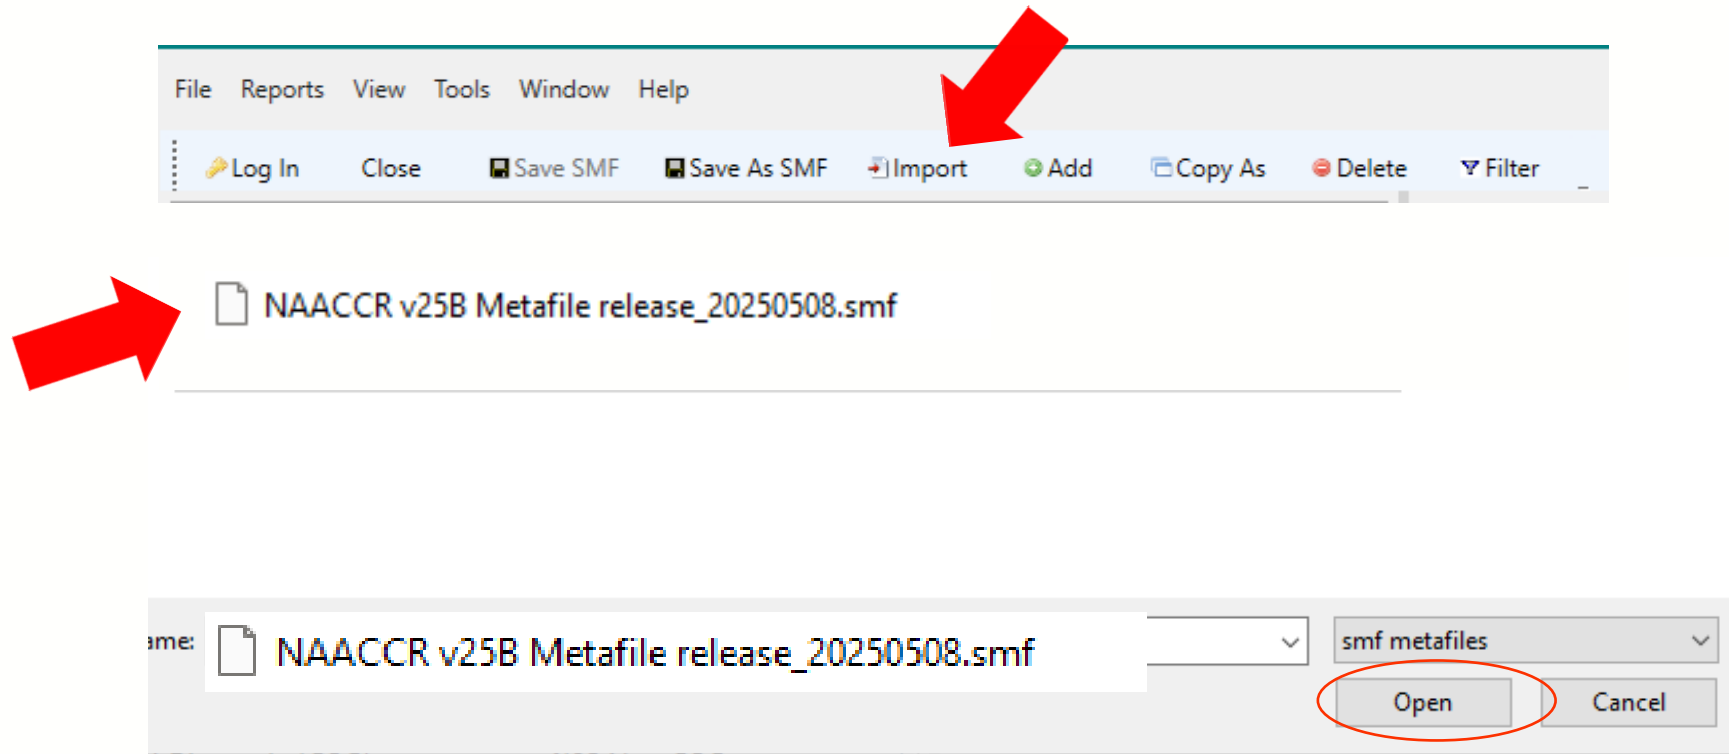 File Reports View Tools Window Help
Log In Close Save SMF Save As SMF Import Add Copy As Delete Filter
NAACCR v25B Metafile release_20250508.smf
ame: NAACCR v25B Metafile release_20250508.smf smf metafiles
Open Cancel